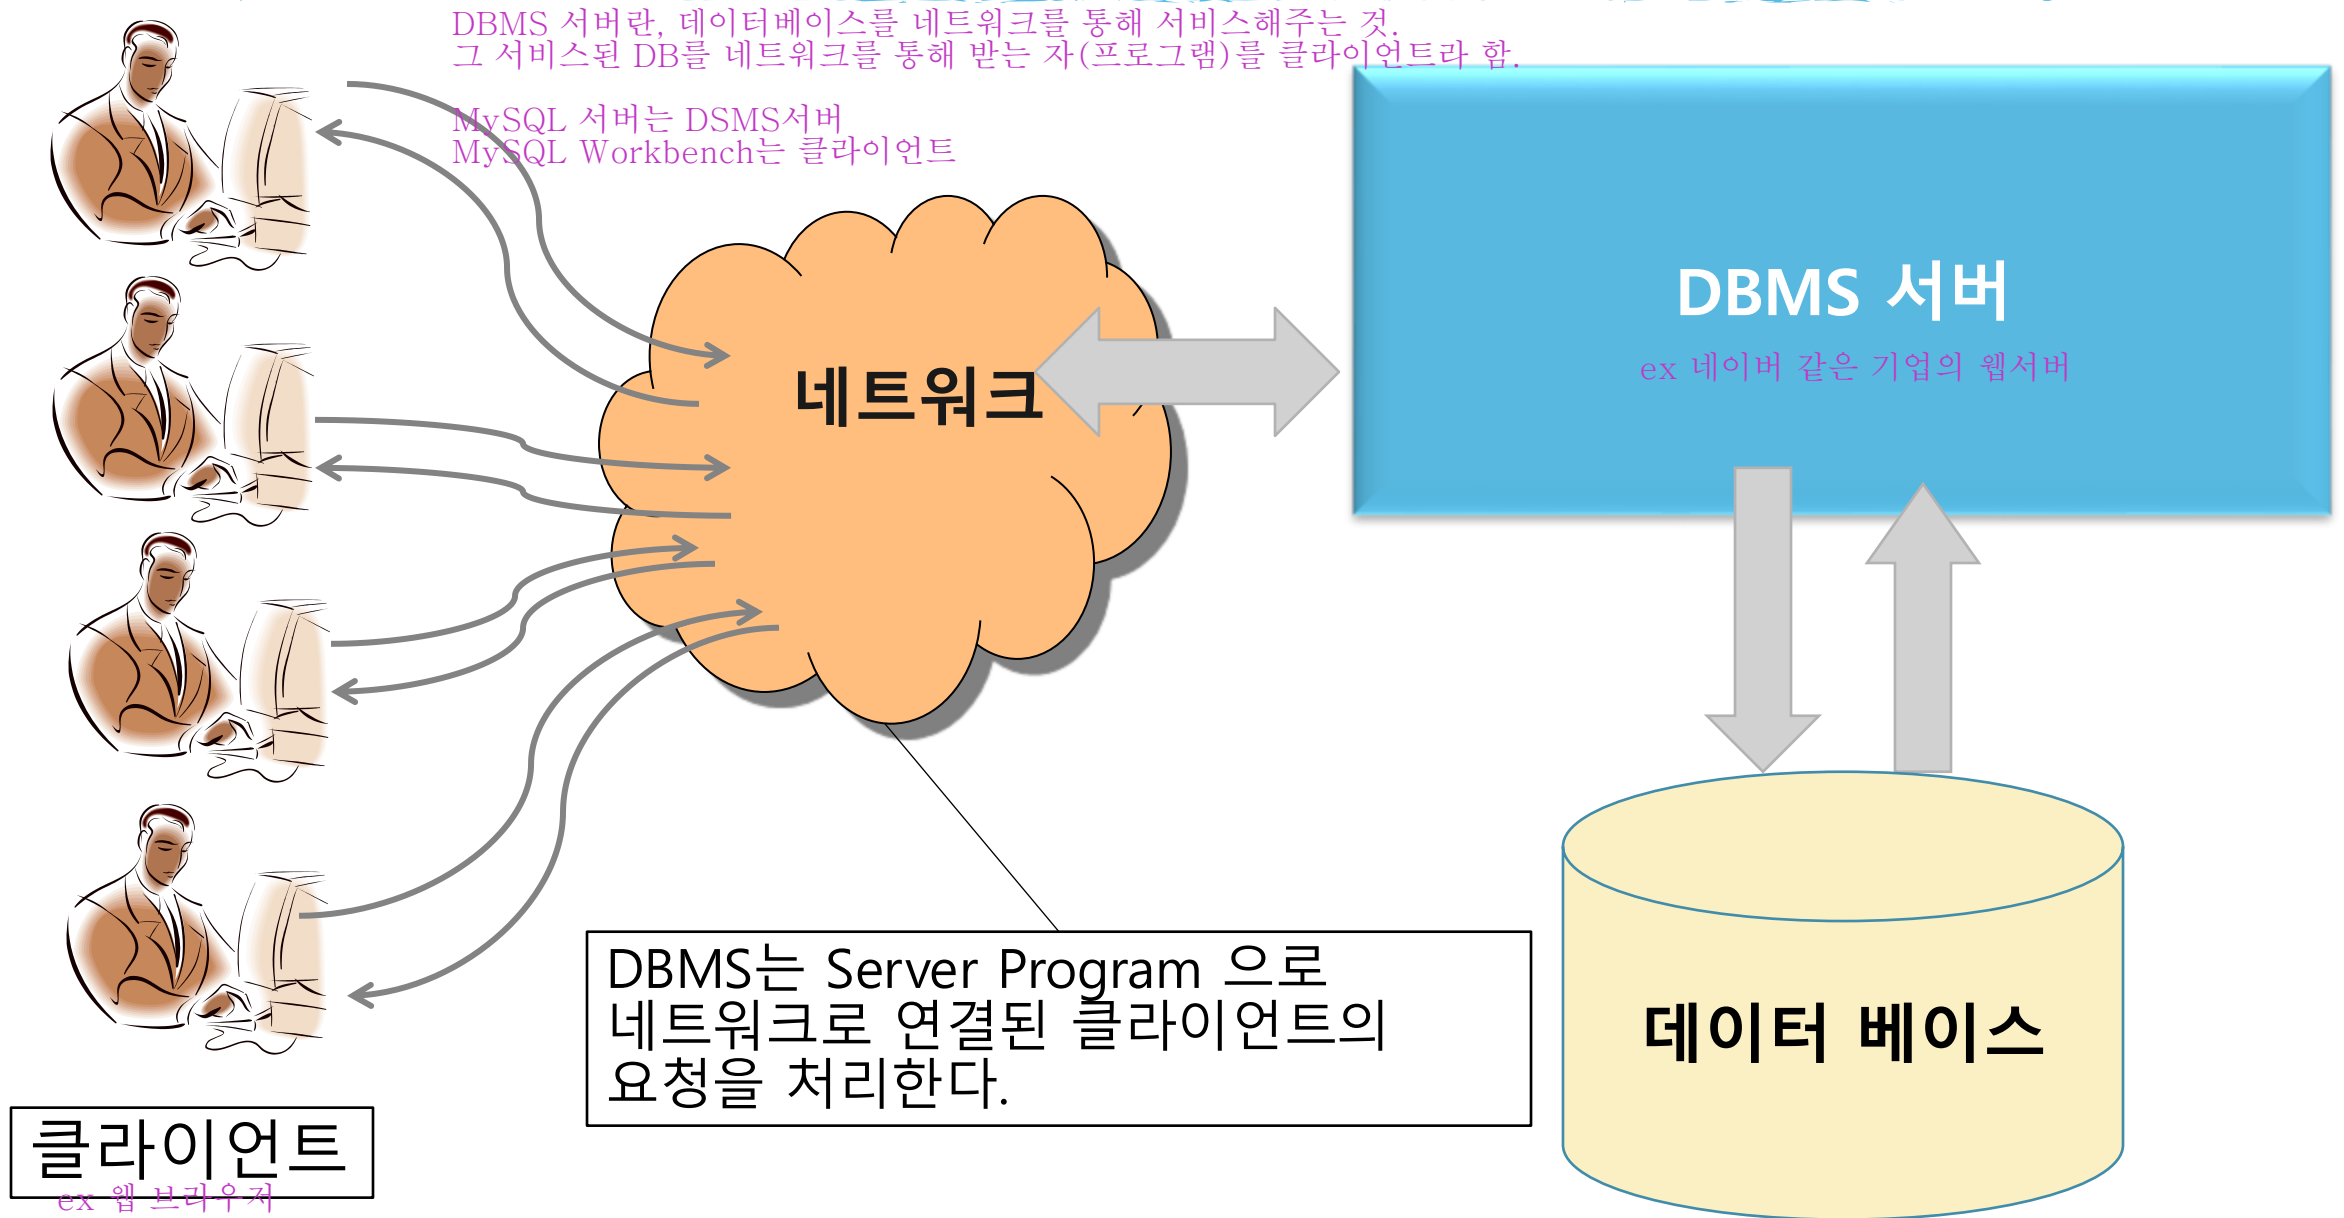 DBMS 서버란, 데이터베이스를 네트워크를 통해 서비스해주는 것.
그 서비스된 DB를 네트워크를 통해 받는 자(프로그램)를 클라이언트라 함.
MySQL 서버는 DSMS서버
MySQL Workbench는 클라이언트
DBMS 서버
ex 네이버 같은 기업의 웹서버
네트워크
DBMS는 Server Program 으로
네트워크로 연결된 클라이언트의
요청을 처리한다.
데이터 베이스
클라이언트
ex 웹 브라우저